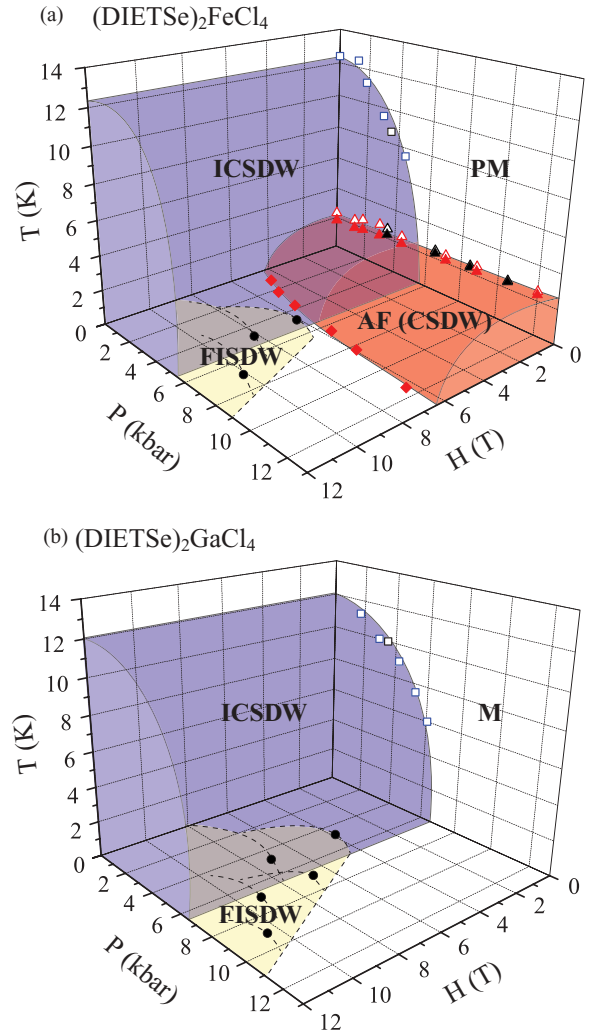 (a) (DIETSe)₂FeCl₄
14
12
10
8
6
4
2
0
T (K)
ICSDW
PM
AF (CSDW)
FISDW
2
4
6
8
10
12
P (kbar)
12
10
8
6
4
2
0
H (T)
(b) (DIETSe)₂GaCl₄
14
12
10
8
6
4
2
0
T (K)
ICSDW
M
FISDW
2
4
6
8
10
12
P (kbar)
12
10
8
6
4
2
0
H (T)